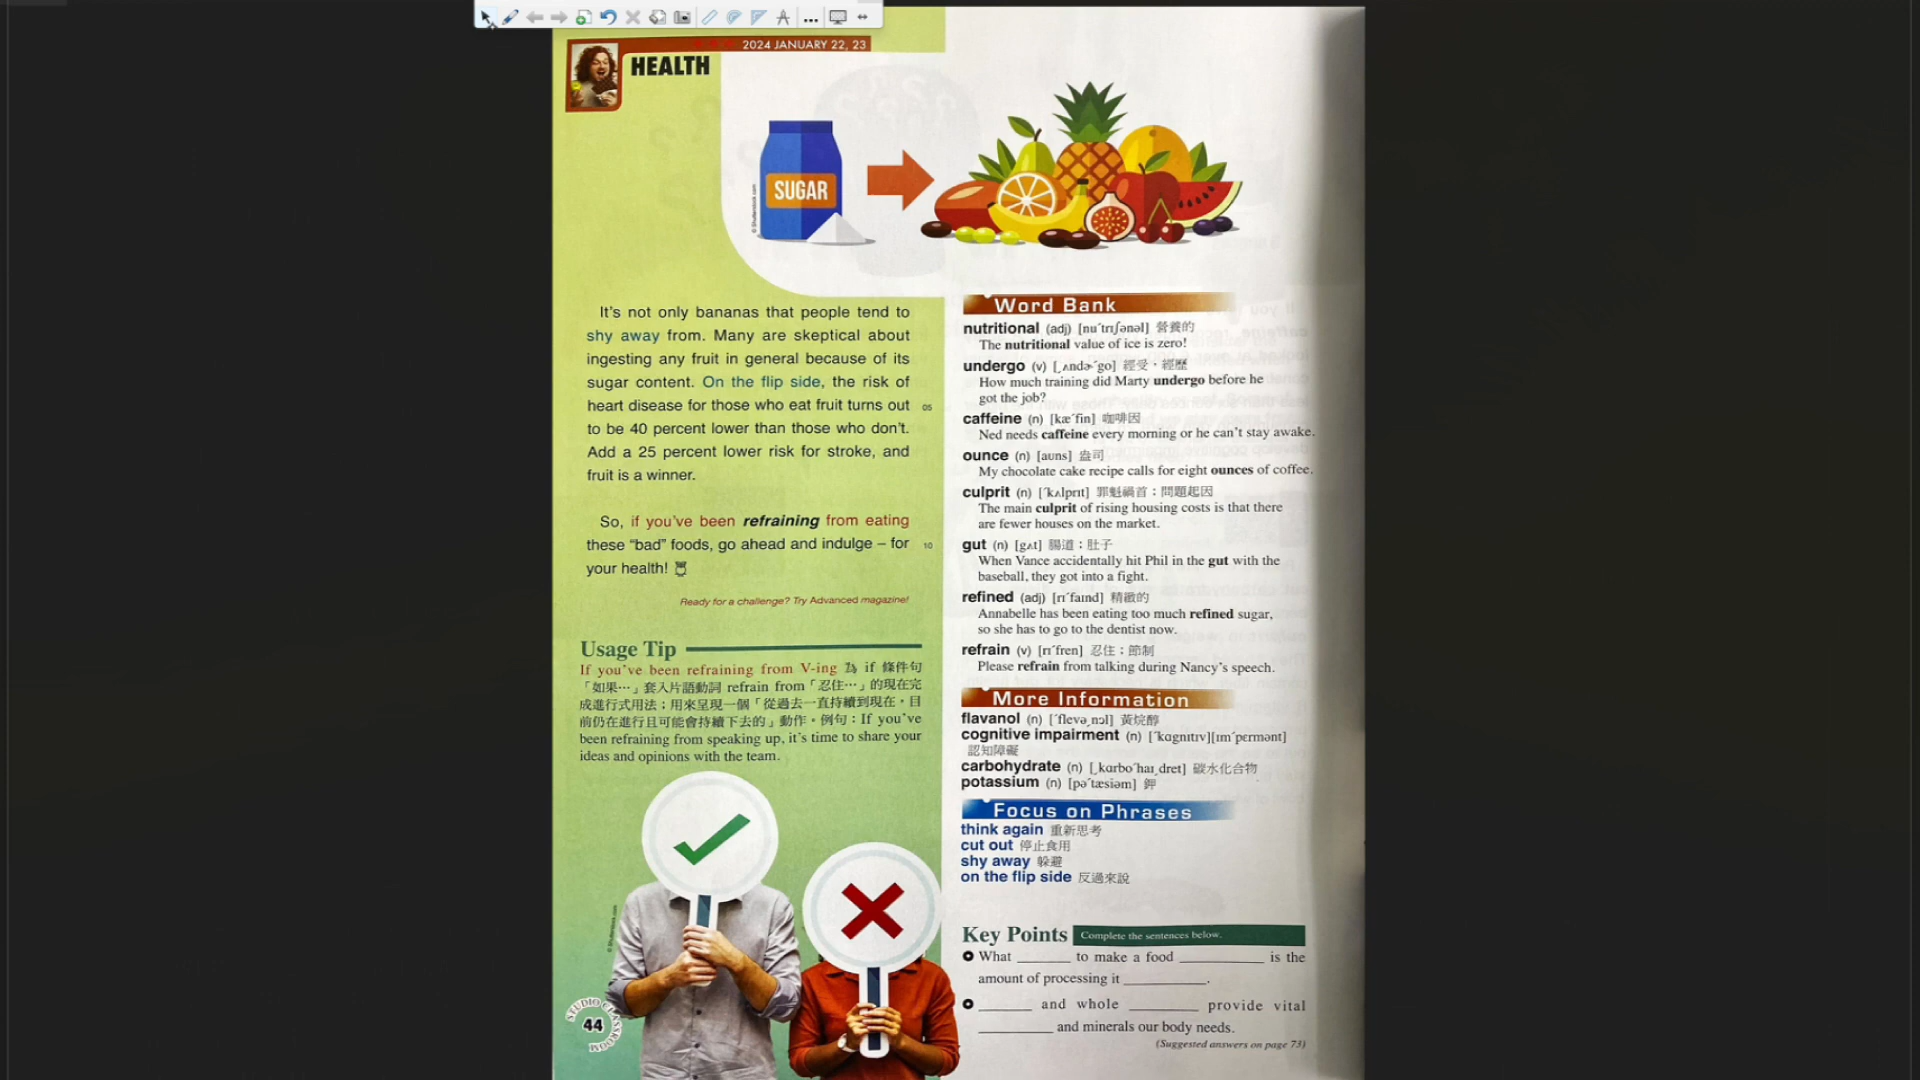 2024 JANUARY 22, 23
HEALTH
SUGAR
© Shutterstock.com
It's not only bananas that people tend to
shy away from. Many are skeptical about
ingesting any fruit in general because of its
sugar content. On the flip side, the risk of
heart disease for those who eat fruit turns out 05
to be 40 percent lower than those who don't.
Add a 25 percent lower risk for stroke, and
fruit is a winner.
So, if you've been refraining from eating
these “bad” foods, go ahead and indulge – for 10
your health!
Ready for a challenge? Try Advanced magazine!
Usage Tip
If you've been refraining from V-ing 為 if 條件句
「如果…」套入片語動詞 refrain from「忍住…」的現在完
成進行式用法；用來呈現一個「從過去一直持續到現在，目
前仍在進行且可能會持續下去的」動作。例句：If you've
been refraining from speaking up, it's time to share your
ideas and opinions with the team.
© Shutterstock.com
STUDIO CLASSROOM
44
Word Bank
nutritional (adj) [nuˊtrɪʃənəl] 營養的
The nutritional value of ice is zero!
undergo (v) [ˌʌndɚˊgo] 經受，經歷
How much training did Marty undergo before he
got the job?
caffeine (n) [kæˊfin] 咖啡因
Ned needs caffeine every morning or he can't stay awake.
ounce (n) [aʊns] 盎司
My chocolate cake recipe calls for eight ounces of coffee.
culprit (n) [ˊkʌlprɪt] 罪魁禍首；問題起因
The main culprit of rising housing costs is that there
are fewer houses on the market.
gut (n) [gʌt] 腸道；肚子
When Vance accidentally hit Phil in the gut with the
baseball, they got into a fight.
refined (adj) [rɪˊfaɪnd] 精緻的
Annabelle has been eating too much refined sugar,
so she has to go to the dentist now.
refrain (v) [rɪˊfren] 忍住；節制
Please refrain from talking during Nancy's speech.
More Information
flavanol (n) [ˊflevəˌnɔl] 黃烷醇
cognitive impairment (n) [ˊkɑgnɪtɪv][ɪmˊpɛrmənt]
認知障礙
carbohydrate (n) [ˌkɑrboˊhaɪˌdret] 碳水化合物
potassium (n) [pəˊtæsiəm] 鉀
Focus on Phrases
think again 重新思考
cut out 停止食用
shy away 躲避
on the flip side 反過來說
Key Points Complete the sentences below.
What ______ to make a food ______ is the
amount of processing it ______.
______ and whole ______ provide vital
______ and minerals our body needs.
(Suggested answers on page 73)